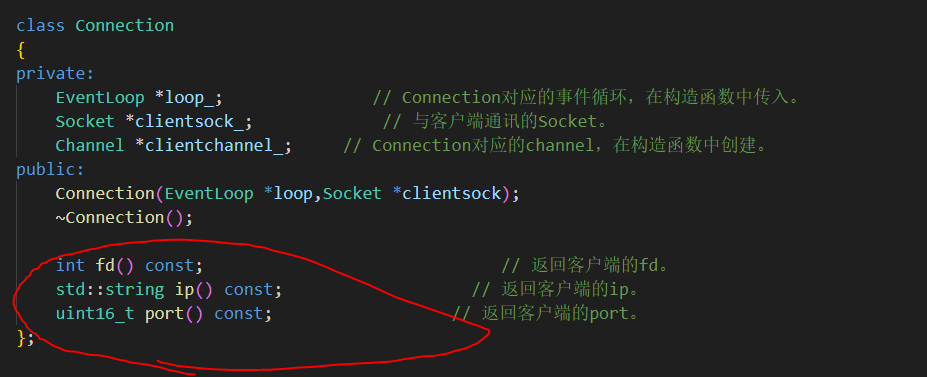 class Connection
{
private:
    EventLoop *loop_;               // Connection对应的事件循环，在构造函数中传入。
    Socket *clientsock_;             // 与客户端通讯的Socket。
    Channel *clientchannel_;     // Connection对应的channel，在构造函数中创建。
public:
    Connection(EventLoop *loop,Socket *clientsock);
    ~Connection();
    int fd() const;                              // 返回客户端的fd。
    std::string ip() const;                   // 返回客户端的ip。
    uint16_t port() const;                  // 返回客户端的port。
};